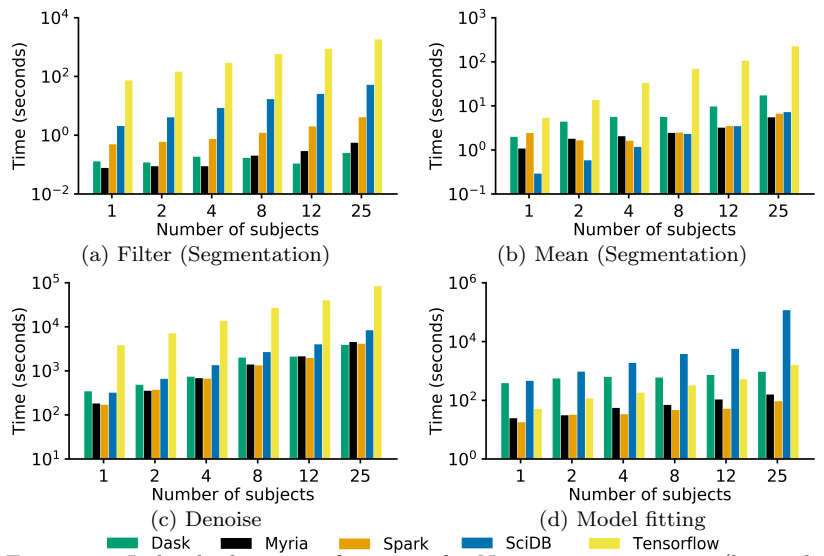 10^4
10^2
10^0
10^−2
Time (seconds)
1 2 4 8 12 25
Number of subjects
(a) Filter (Segmentation)
10^3
10^1
10^0
10^−1
Time (seconds)
1 2 4 8 12 25
Number of subjects
(b) Mean (Segmentation)
10^5
10^4
10^3
10^2
10^1
Time (seconds)
1 2 4 8 12 25
Number of subjects
(c) Denoise
10^6
10^4
10^2
10^0
Time (seconds)
1 2 4 8 12 25
Number of subjects
(d) Model fitting
Dask Myria Spark SciDB Tensorflow